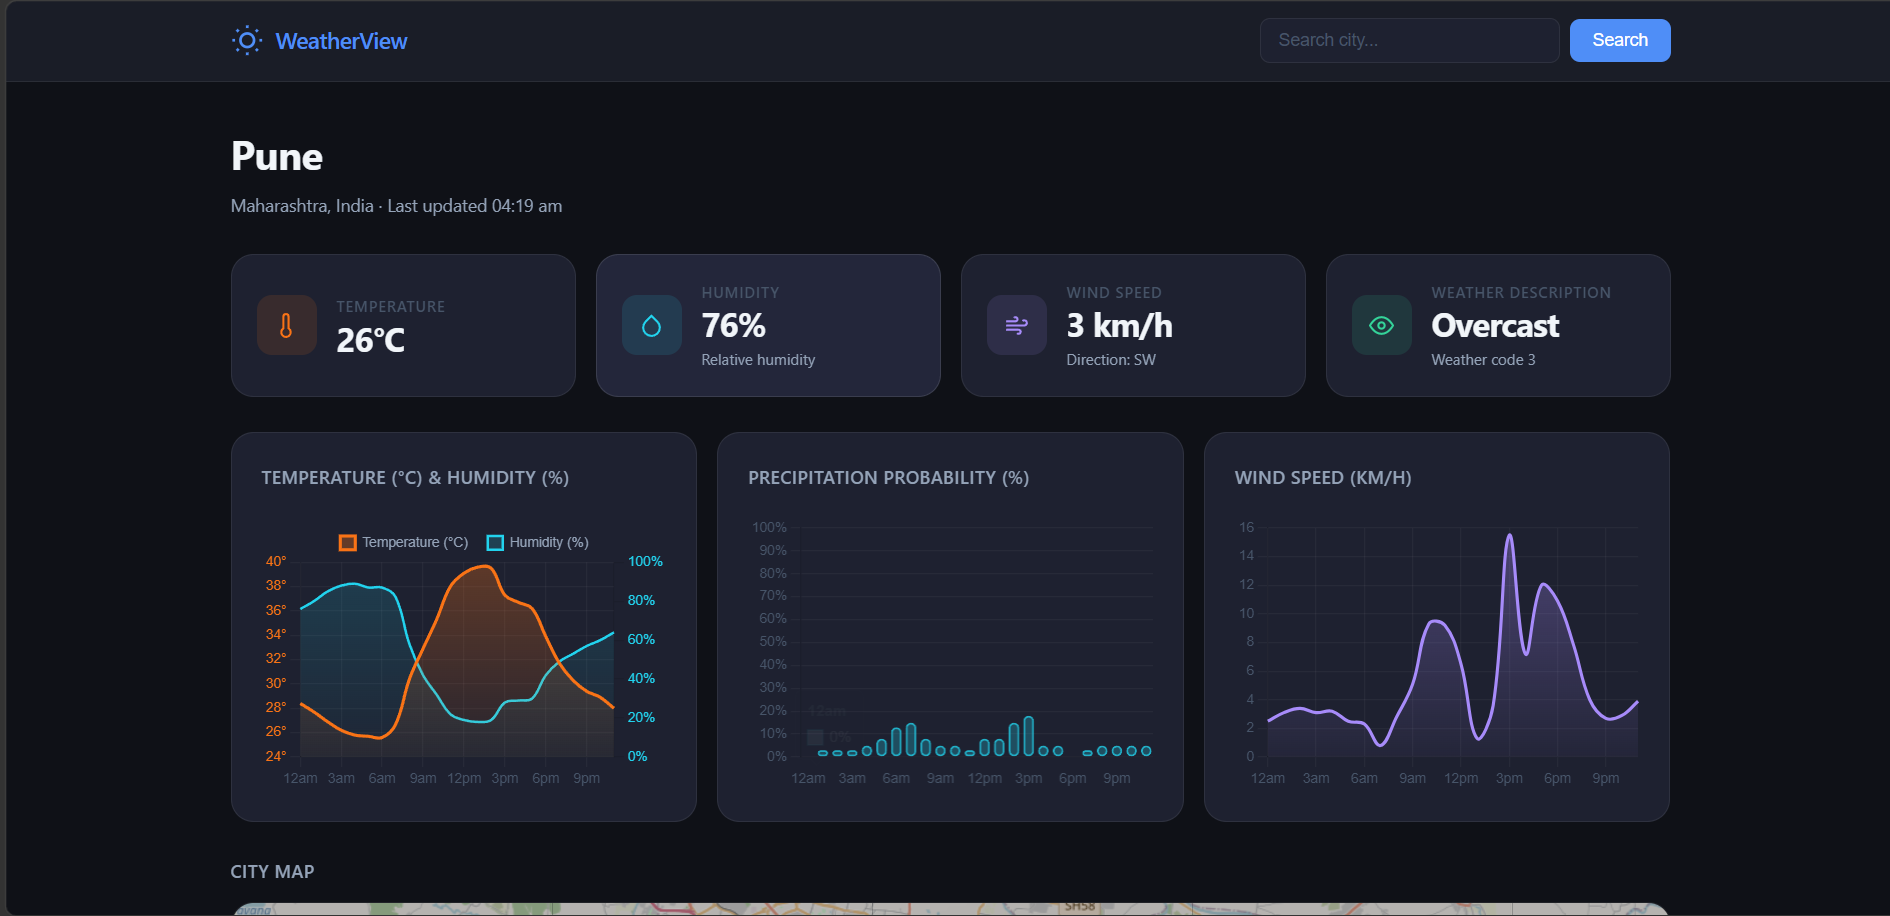 WeatherView
Search city...
Search
Pune
Maharashtra, India · Last updated 04:19 am
TEMPERATURE
26°C
HUMIDITY
76%
Relative humidity
WIND SPEED
3 km/h
Direction: SW
WEATHER DESCRIPTION
Overcast
Weather code 3
TEMPERATURE (°C) & HUMIDITY (%)
Temperature (°C)
Humidity (%)
40°
38°
36°
34°
32°
30°
28°
26°
24°
100%
80%
60%
40%
20%
0%
12am 3am 6am 9am 12pm 3pm 6pm 9pm
PRECIPITATION PROBABILITY (%)
100%
90%
80%
70%
60%
50%
40%
30%
20%
10%
0%
12am
0%
12am 3am 6am 9am 12pm 3pm 6pm 9pm
WIND SPEED (KM/H)
16
14
12
10
8
6
4
2
0
12am 3am 6am 9am 12pm 3pm 6pm 9pm
CITY MAP
SH58